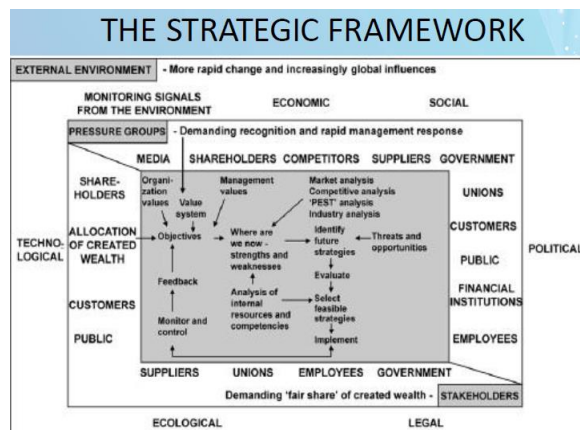 THE STRATEGIC FRAMEWORK
EXTERNAL ENVIRONMENT - More rapid change and increasingly global influences
MONITORING SIGNALS
FROM THE ENVIRONMENT
ECONOMIC
SOCIAL
PRESSURE GROUPS - Demanding recognition and rapid management response
MEDIA SHAREHOLDERS COMPETITORS SUPPLIERS GOVERNMENT
SHARE-
HOLDERS
ALLOCATION
OF CREATED
WEALTH
CUSTOMERS
PUBLIC
TECHNO-
LOGICAL
Organi-
zation
values
Value
system
Management
values
Market analysis
Competitive analysis
'PEST' analysis
Industry analysis
Objectives
Where are
we now -
strengths and
weaknesses
Identify
future
strategies
Threats and
opportunities
Evaluate
Feedback
Analysis of
internal
resources and
competencies
Select
feasible
strategies
Monitor and
control
Implement
UNIONS
CUSTOMERS
PUBLIC
FINANCIAL
INSTITUTIONS
EMPLOYEES
POLITICAL
SUPPLIERS UNIONS EMPLOYEES GOVERNMENT
Demanding 'fair share' of created wealth - STAKEHOLDERS
ECOLOGICAL
LEGAL